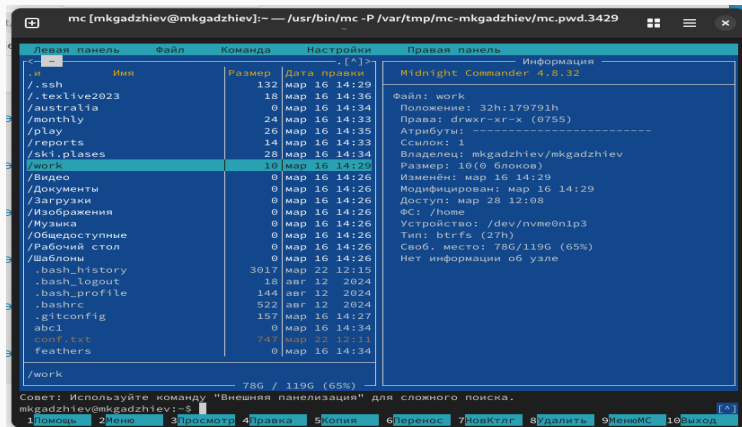 mc [mkgadzhiev@mkgadzhiev]:~ — /usr/bin/mc -P /var/tmp/mc-mkgadzhiev/mc.pwd.3429
~
Левая панель Файл Команда Настройки Правая панель
<— ~ .[^]>
.и Имя Размер Дата правки
/.ssh 132 мар 16 14:29
/.texlive2023 18 мар 16 14:36
/australia 0 мар 16 14:34
/monthly 24 мар 16 14:33
/play 26 мар 16 14:35
/reports 14 мар 16 14:33
/ski.plases 28 мар 16 14:34
/work 10 мар 16 14:29
/Видео 0 мар 16 14:26
/Документы 0 мар 16 14:26
/Загрузки 0 мар 16 14:26
/Изображения 0 мар 16 14:26
/Музыка 0 мар 16 14:26
/Общедоступные 0 мар 16 14:26
/Рабочий стол 0 мар 16 14:26
/Шаблоны 0 мар 16 14:26
.bash_history 3017 мар 22 12:15
.bash_logout 18 авг 12 2024
.bash_profile 144 авг 12 2024
.bashrc 522 авг 12 2024
.gitconfig 157 мар 16 14:27
abc1 0 мар 16 14:34
conf.txt 747 мар 22 12:11
feathers 0 мар 16 14:34
/work
78G / 119G (65%)
Информация
Midnight Commander 4.8.32
Файл: work
Положение: 32h:179791h
Права: drwxr-xr-x (0755)
Атрибуты: --------------------------
Ссылок: 1
Владелец: mkgadzhiev/mkgadzhiev
Размер: 10(0 блоков)
Изменён: мар 16 14:29
Модифицирован: мар 16 14:29
Доступ: мар 28 12:08
ФС: /home
Устройство: /dev/nvme0n1p3
Тип: btrfs (27h)
Своб. место: 78G/119G (65%)
Нет информации об узле
Совет: Используйте команду "Внешняя панелизация" для сложного поиска.
mkgadzhiev@mkgadzhiev:~$ [^]
1Помощь 2Меню 3Просмотр 4Правка 5Копия 6Перенос 7НовКтлг 8Удалить 9МенюМС 10Выход